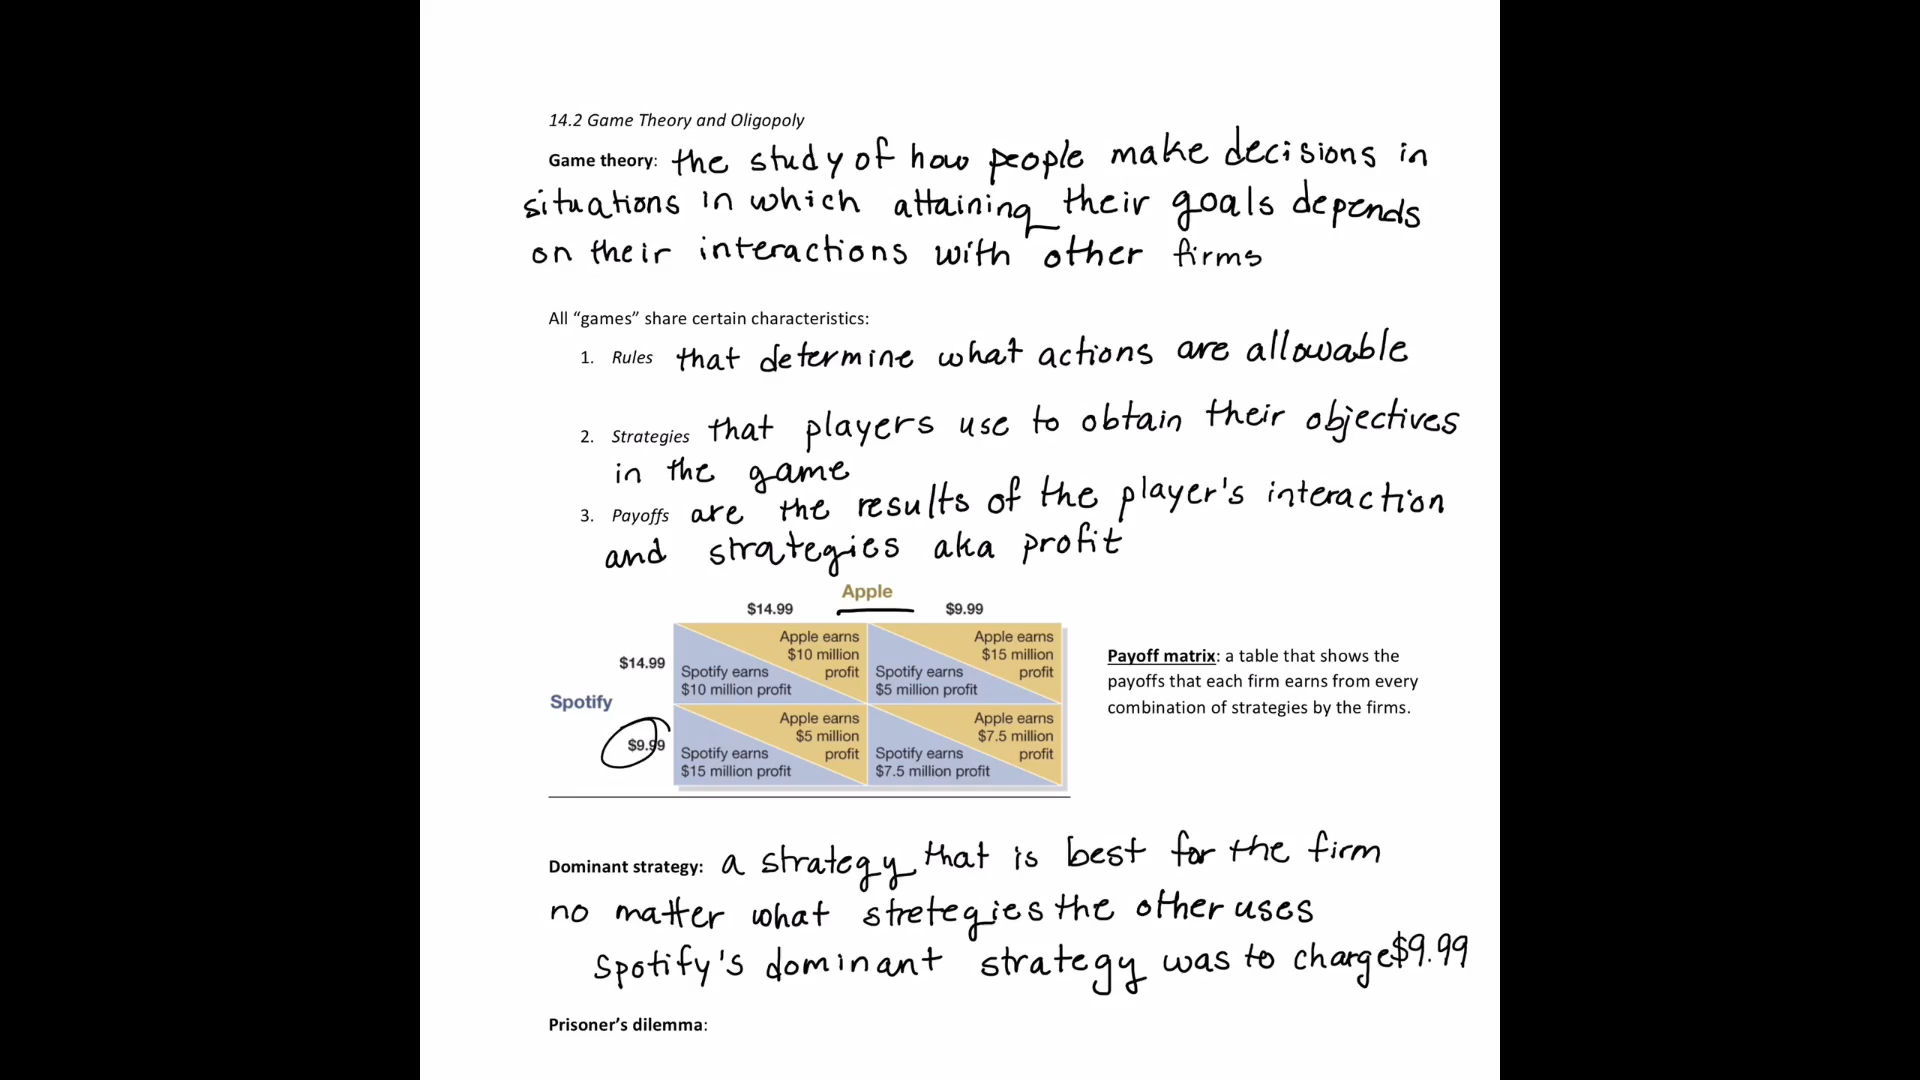 14.2 Game Theory and Oligopoly
Game theory: the study of how people make decisions in
situations in which attaining their goals depends
on their interactions with other firms
All “games” share certain characteristics:
1. Rules that determine what actions are allowable
2. Strategies that players use to obtain their objectives
in the game
3. Payoffs are the results of the player's interaction
and strategies aka profit
Apple
$14.99 $9.99
$14.99
Apple earns
$10 million
profit
Spotify earns
$10 million profit
Apple earns
$15 million
profit
Spotify earns
$5 million profit
Spotify
$9.99
Apple earns
$5 million
profit
Spotify earns
$15 million profit
Apple earns
$7.5 million
profit
Spotify earns
$7.5 million profit
Payoff matrix: a table that shows the
payoffs that each firm earns from every
combination of strategies by the firms.
Dominant strategy: a strategy that is best for the firm
no matter what stretegies the other uses
Spotify's dominant strategy was to charge $9.99
Prisoner’s dilemma: